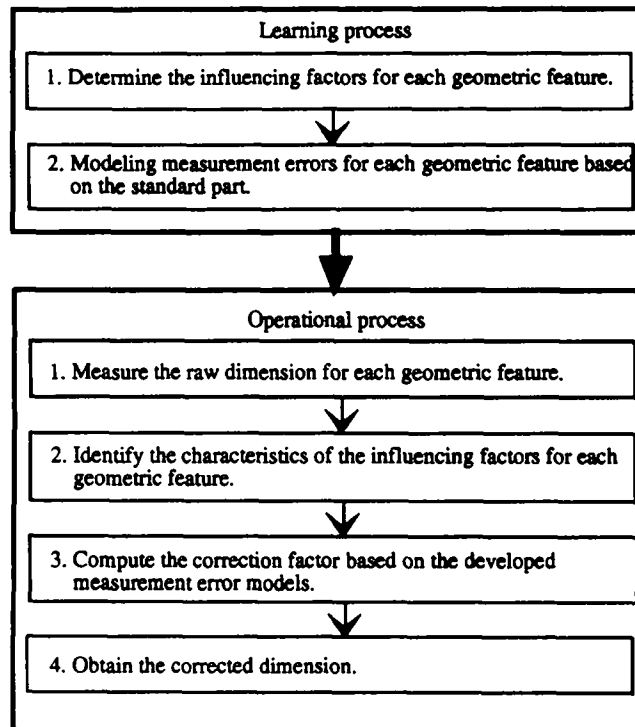 Learning process
1. Determine the influencing factors for each geometric feature.
2. Modeling measurement errors for each geometric feature based
on the standard part.
Operational process
1. Measure the raw dimension for each geometric feature.
2. Identify the characteristics of the influencing factors for each
geometric feature.
3. Compute the correction factor based on the developed
measurement error models.
4. Obtain the corrected dimension.